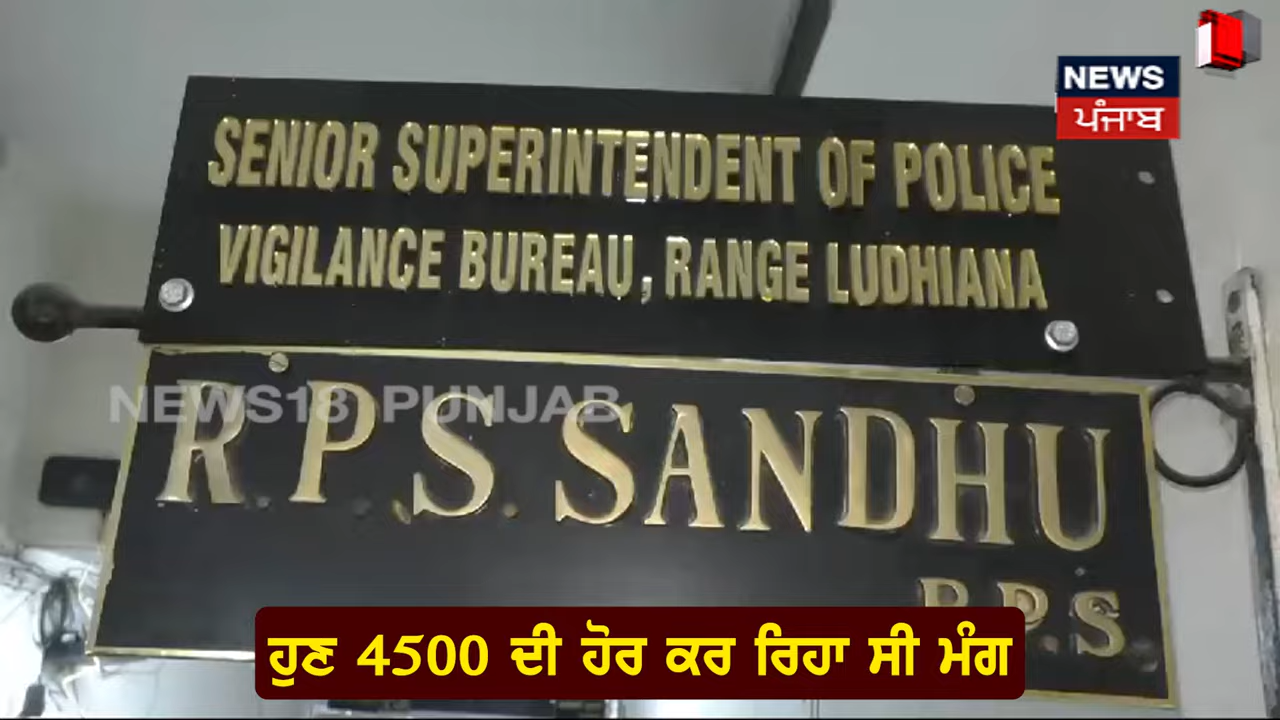 NEWS
ਪੰਜਾਬ
SENIOR SUPERINTENDENT OF POLICE
VIGILANCE BUREAU, RANGE LUDHIANA
NEWS18 PUNJAB
R.P.S. SANDHU
P.P.S
ਹੁਣ 4500 ਦੀ ਹੋਰ ਕਰ ਰਿਹਾ ਸੀ ਮੰਗ